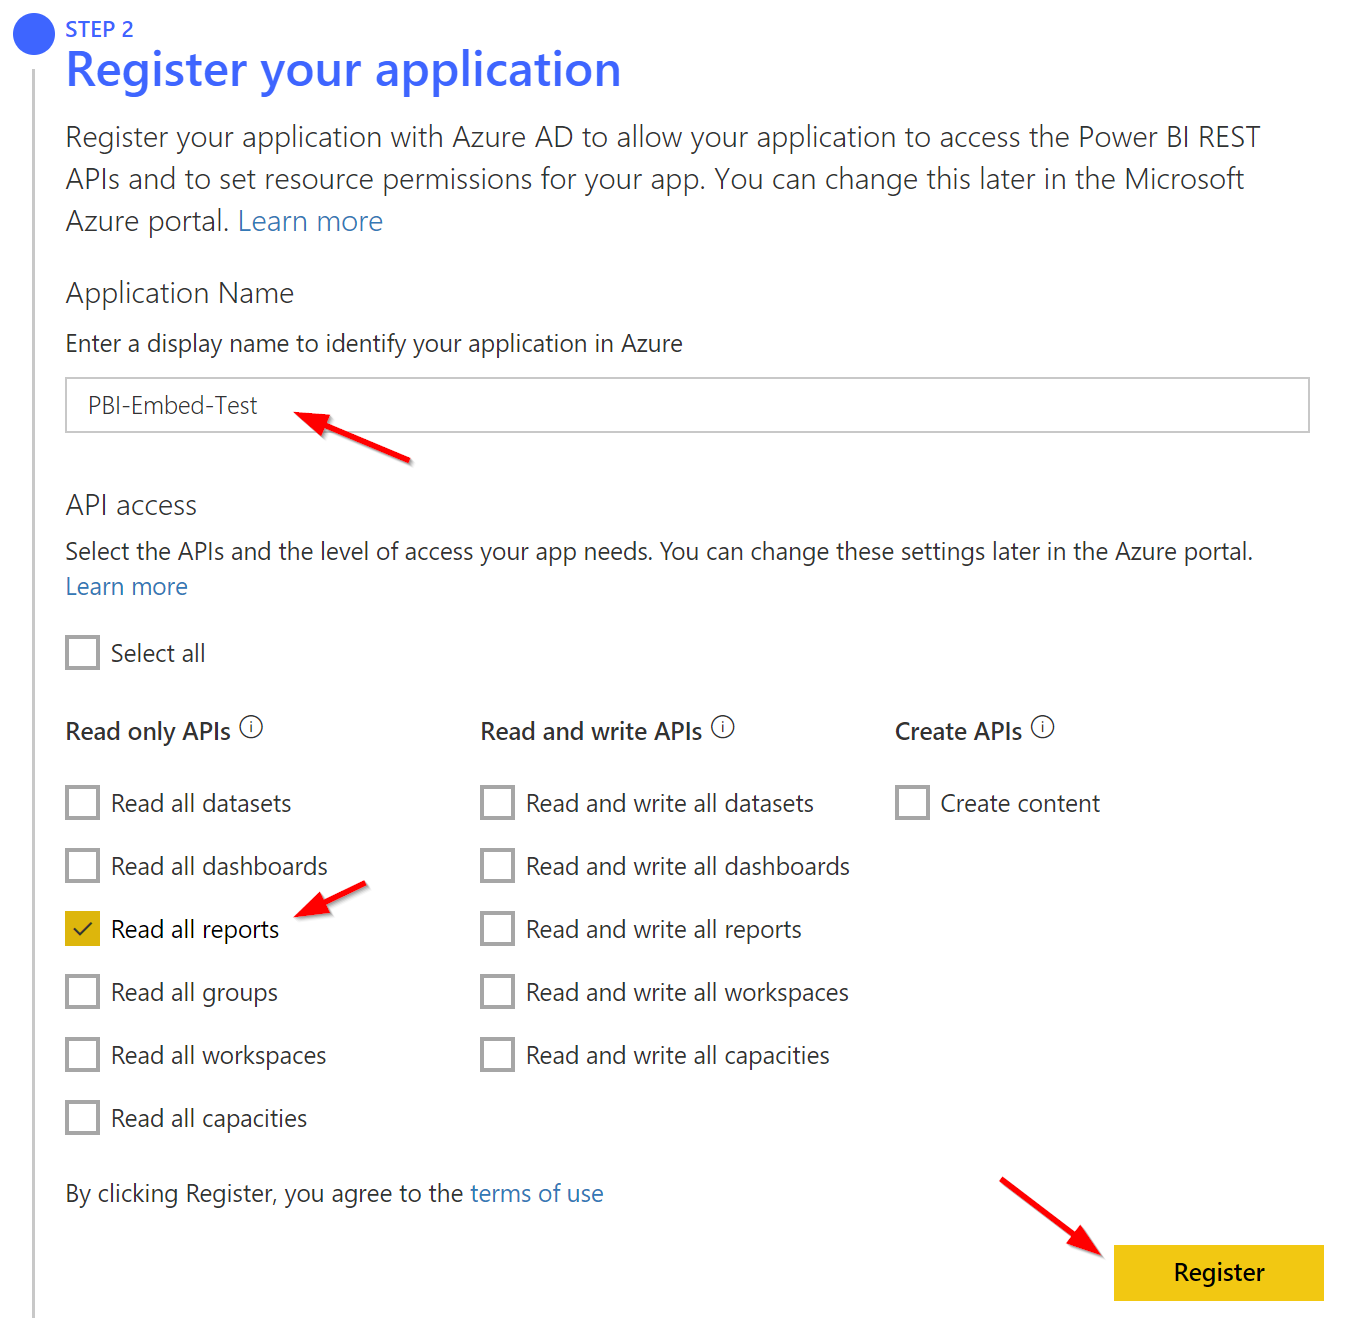 STEP 2
Register your application
Register your application with Azure AD to allow your application to access the Power BI REST
APIs and to set resource permissions for your app. You can change this later in the Microsoft
Azure portal. Learn more
Application Name
Enter a display name to identify your application in Azure
PBI-Embed-Test
API access
Select the APIs and the level of access your app needs. You can change these settings later in the Azure portal.
Learn more
Select all
Read only APIs
Read all datasets
Read all dashboards
Read all reports
Read all groups
Read all workspaces
Read all capacities
Read and write APIs
Read and write all datasets
Read and write all dashboards
Read and write all reports
Read and write all workspaces
Read and write all capacities
Create APIs
Create content
By clicking Register, you agree to the terms of use
Register